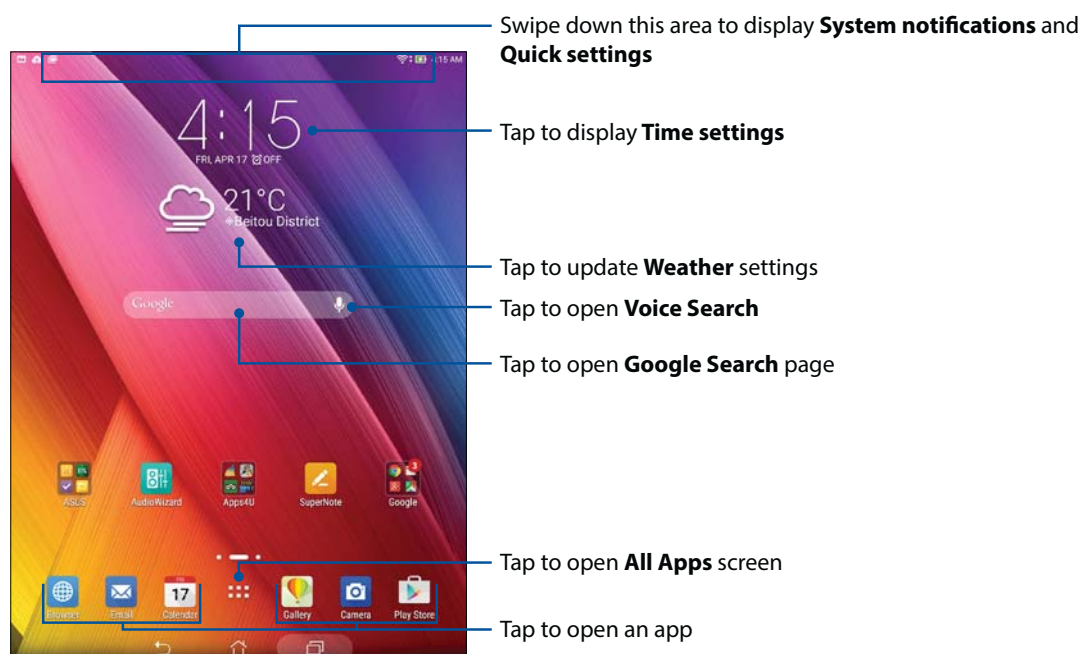 Swipe down this area to display System notifications and
Quick settings
:15 AM
4:15
Tap to display Time settings
FRI, APR 17 OFF
21°C
Beitou District
Tap to update Weather settings
Google
Tap to open Voice Search
Tap to open Google Search page
3
ASUS
AudioWizard
Apps4U
SuperNote
Google
Tap to open All Apps screen
FRI
17
Browser
Email
Calendar
Gallery
Camera
Play Store
Tap to open an app